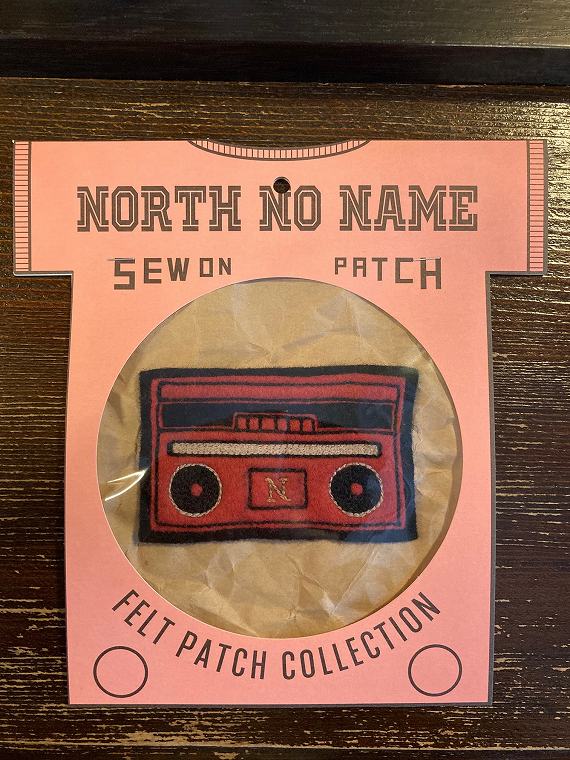 NORTH NO NAME
SEW ON PATCH
N
FELT PATCH COLLECTION